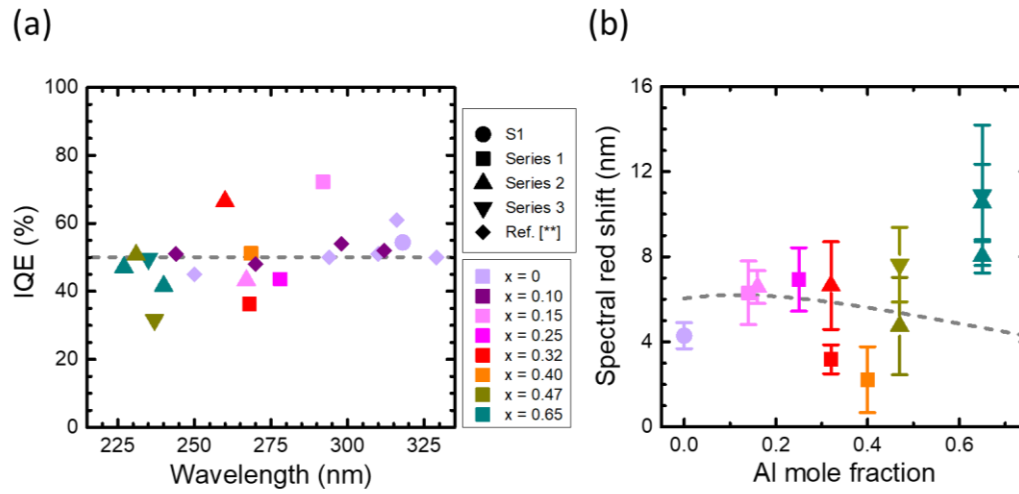 (a)
(b)
100
80
60
40
20
0
IQE (%)
225
250
275
300
325
Wavelength (nm)
S1
Series 1
Series 2
Series 3
Ref. [**]
x = 0
x = 0.10
x = 0.15
x = 0.25
x = 0.32
x = 0.40
x = 0.47
x = 0.65
16
12
8
4
0
Spectral red shift (nm)
0.0
0.2
0.4
0.6
Al mole fraction